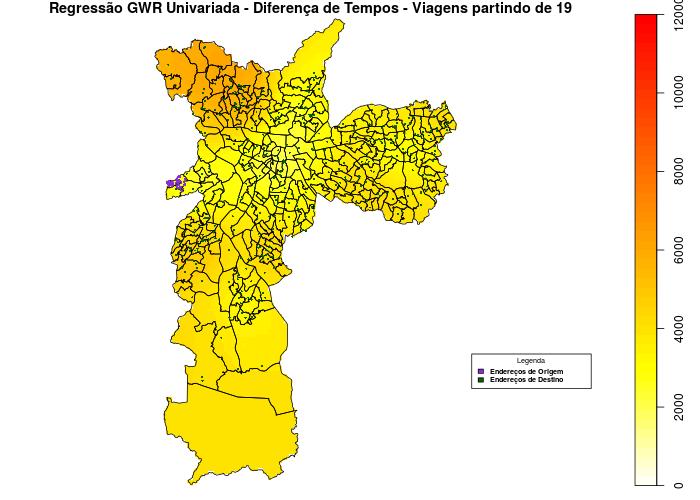 Regressão GWR Univariada - Diferença de Tempos - Viagens partindo de 19
12000
10000
8000
6000
4000
2000
0
Legenda
Endereços de Origem
Endereços de Destino